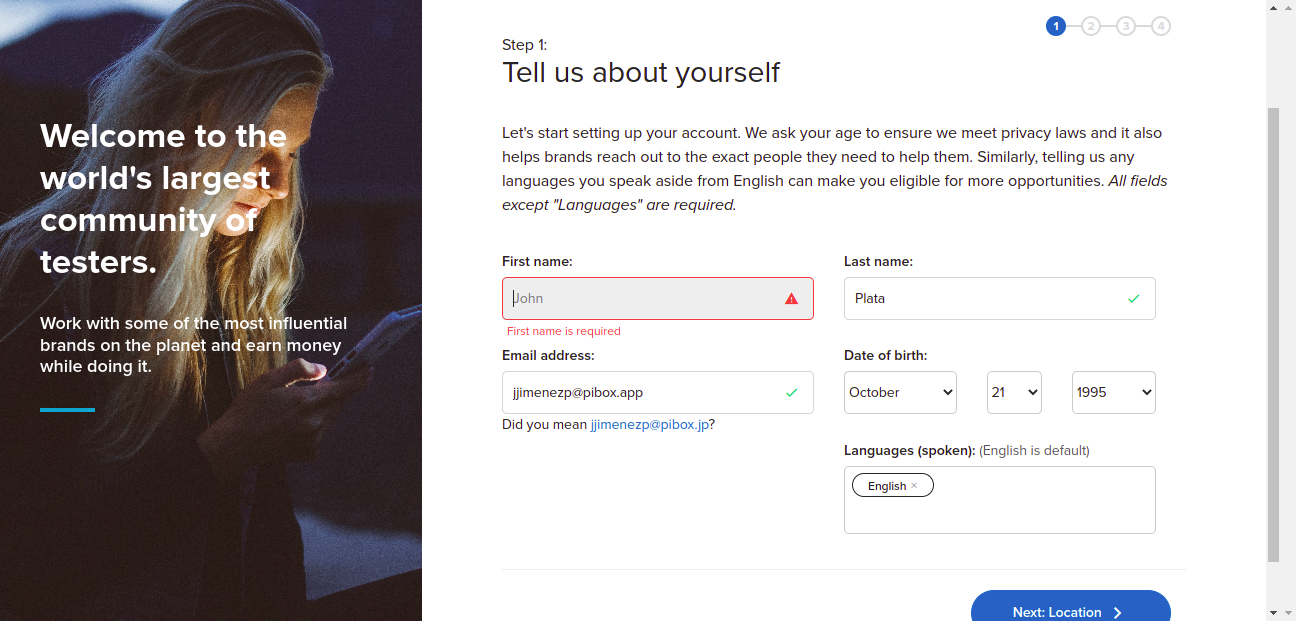 Welcome to the
world's largest
community of
testers.
Work with some of the most influential
brands on the planet and earn money
while doing it.
1 2 3 4
Step 1:
Tell us about yourself
Let's start setting up your account. We ask your age to ensure we meet privacy laws and it also
helps brands reach out to the exact people they need to help them. Similarly, telling us any
languages you speak aside from English can make you eligible for more opportunities. All fields
except "Languages" are required.
First name:
John
First name is required
Last name:
Plata
Email address:
jjimenezp@pibox.app
Did you mean jjimenezp@pibox.jp?
Date of birth:
October 21 1995
Languages (spoken): (English is default)
English ×
Next: Location